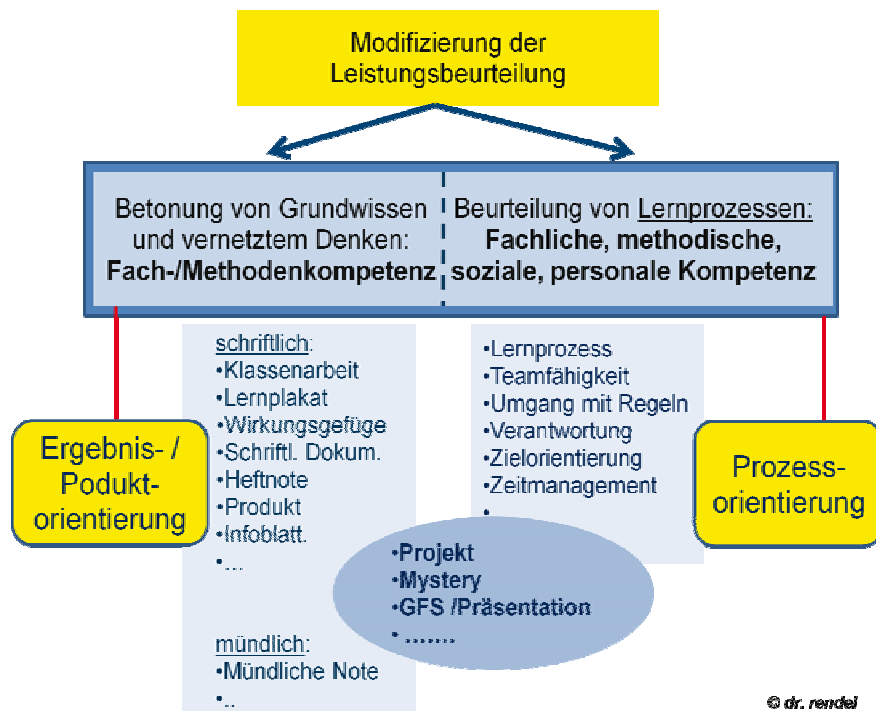 Modifizierung der
Leistungsbeurteilung
Betonung von Grundwissen
und vernetztem Denken:
Fach-/Methodenkompetenz
Beurteilung von Lernprozessen:
Fachliche, methodische,
soziale, personale Kompetenz
Ergebnis- /
Podukt-
orientierung
schriftlich:
•Klassenarbeit
•Lernplakat
•Wirkungsgefüge
•Schriftl. Dokum.
•Heftnote
•Produkt
•Infoblatt.
•...
mündlich:
•Mündliche Note
•..
•Lernprozess
•Teamfähigkeit
•Umgang mit Regeln
•Verantwortung
•Zielorientierung
•Zeitmanagement
•
•Projekt
•Mystery
•GFS /Präsentation
• .......
Prozess-
orientierung
© dr. rendel